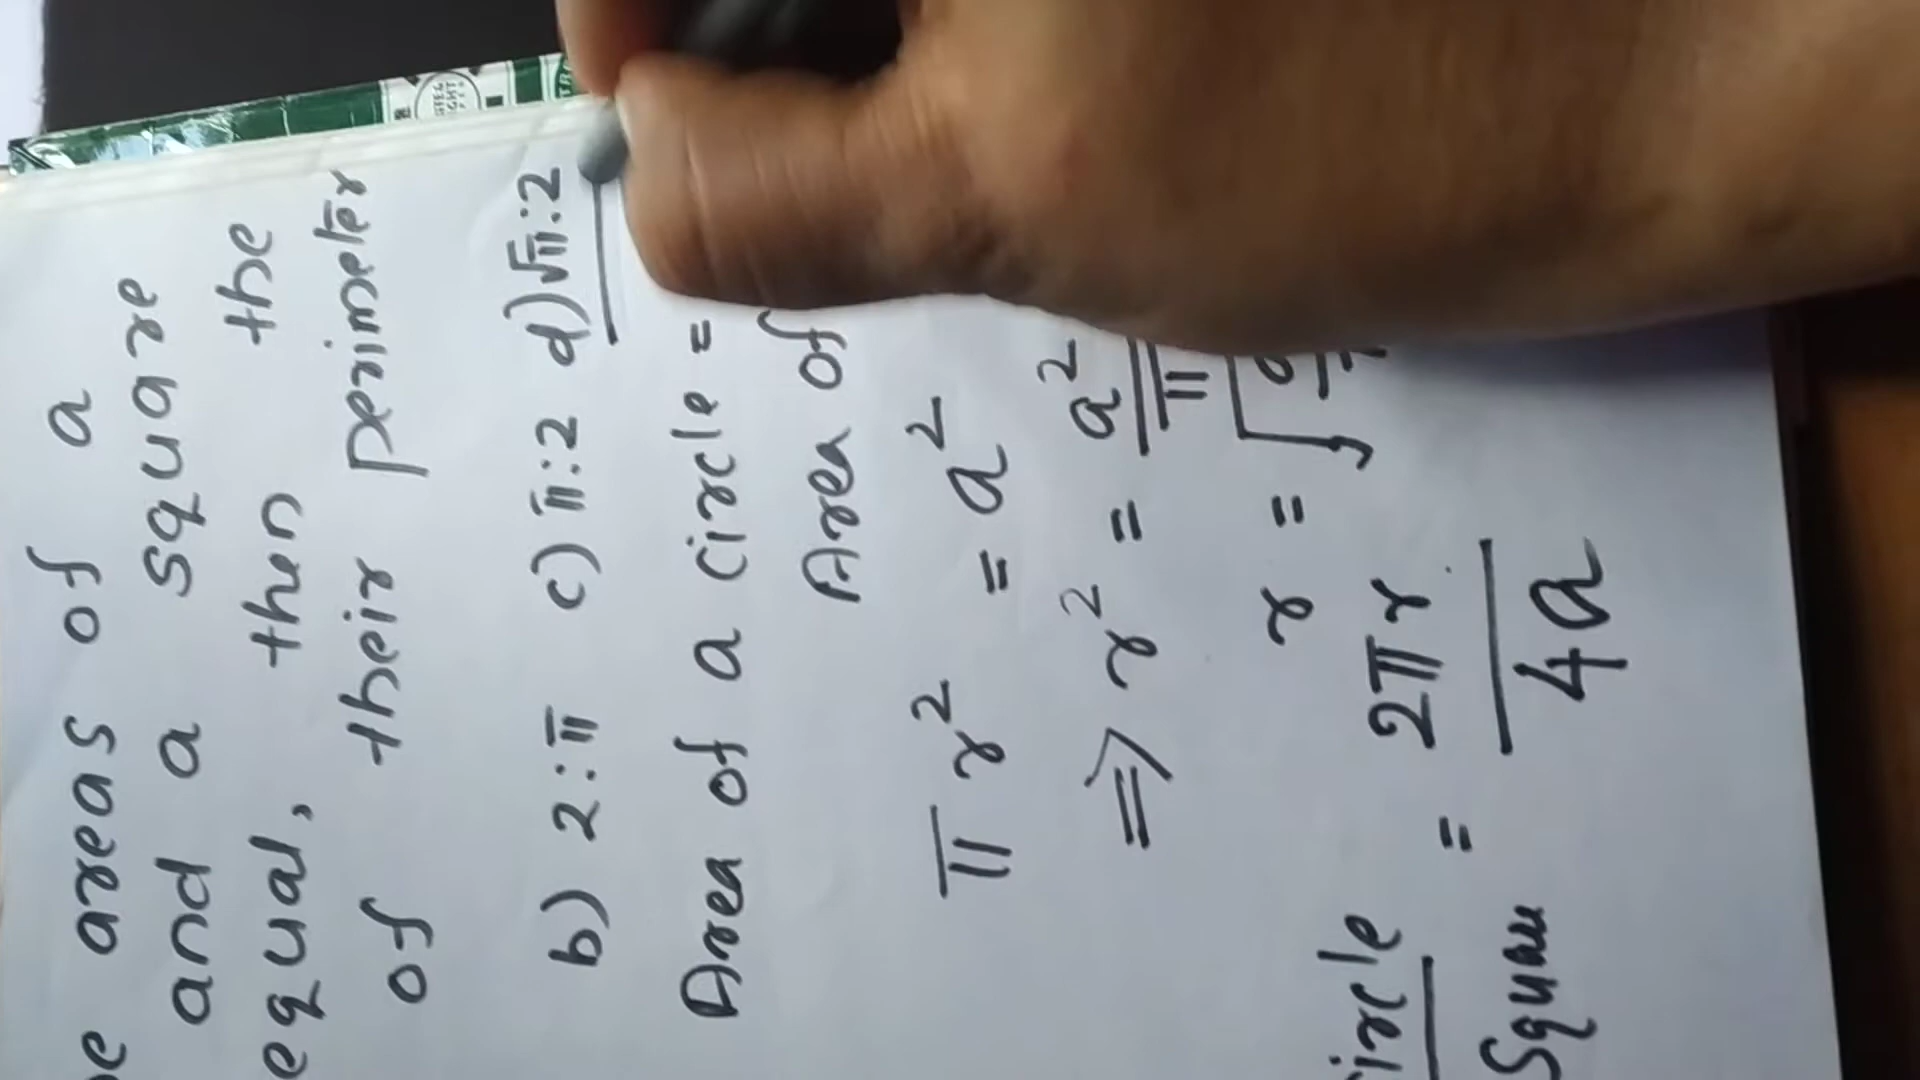 areas of a
and a square
equal, then the
of their perimeter
b) 2:π c) π:2 d) √π:2
Area of a circle =
Area of
πr² = a²
=> r² = a²/π
r = √
= 2πr
4a
Square